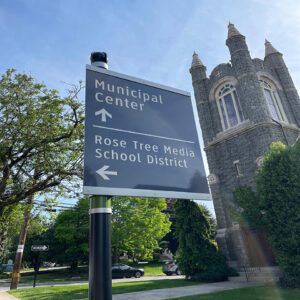 Municipal
Center
Rose Tree Media
School District